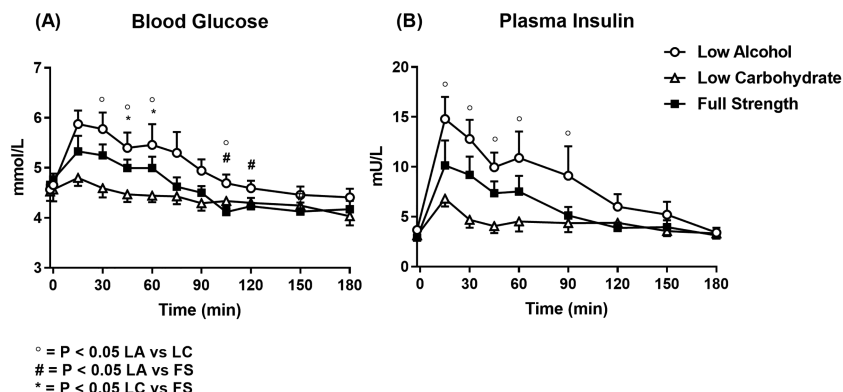 (A) Blood Glucose
(B) Plasma Insulin
Low Alcohol
Low Carbohydrate
Full Strength
mmol/L
7
6
5
4
3
° ° ° ° 
* * # #
0 30 60 90 120 150 180
Time (min)
mU/L
20
15
10
5
0
° ° ° ° °
0 30 60 90 120 150 180
Time (min)
° = P < 0.05 LA vs LC
# = P < 0.05 LA vs FS
* = P < 0.05 LC vs FS